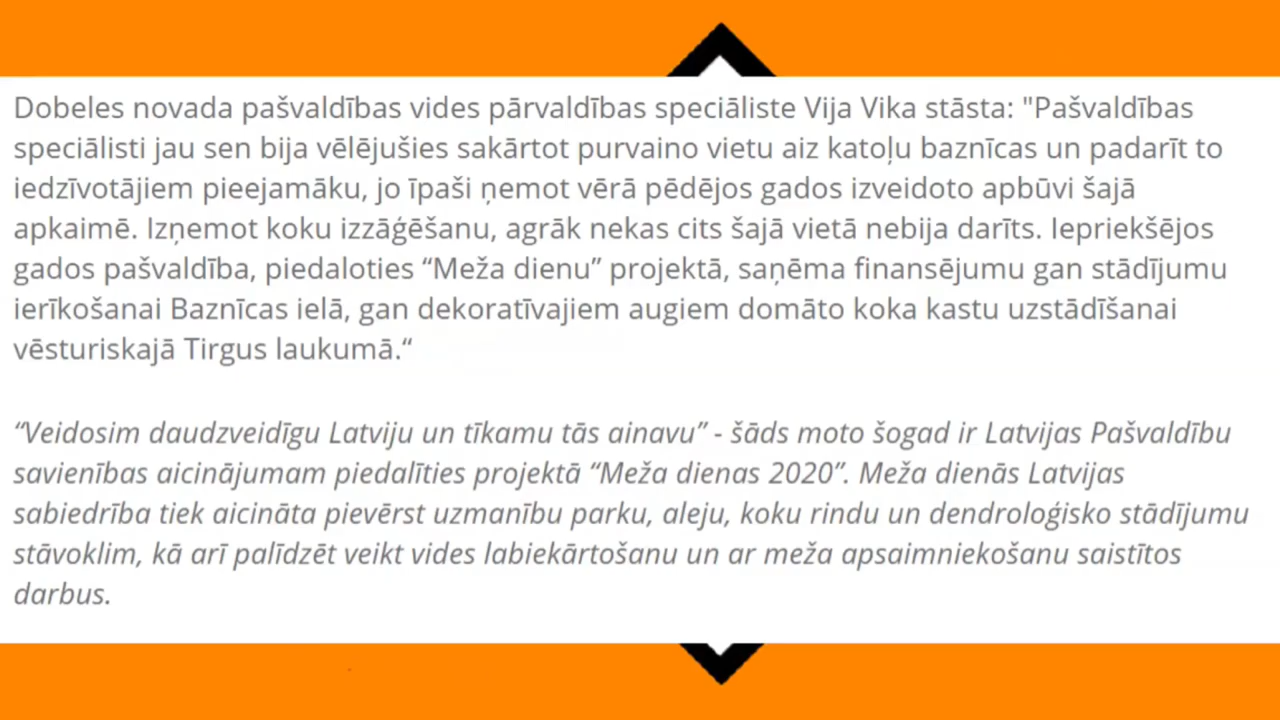 Dobeles novada pašvaldības vides pārvaldības speciāliste Vija Vika stāsta: "Pašvaldības
speciālisti jau sen bija vēlējušies sakārtot purvaino vietu aiz katoļu baznīcas un padarīt to
iedzīvotājiem pieejamāku, jo īpaši ņemot vērā pēdējos gados izveidoto apbūvi šajā
apkaimē. Izņemot koku izzāģēšanu, agrāk nekas cits šajā vietā nebija darīts. Iepriekšējos
gados pašvaldība, piedaloties “Meža dienu” projektā, saņēma finansējumu gan stādījumu
ierīkošanai Baznīcas ielā, gan dekoratīvajiem augiem domāto koka kastu uzstādīšanai
vēsturiskajā Tirgus laukumā.“
“Veidosim daudzveidīgu Latviju un tīkamu tās ainavu” - šāds moto šogad ir Latvijas Pašvaldību
savienības aicinājumam piedalīties projektā “Meža dienas 2020”. Meža dienās Latvijas
sabiedrība tiek aicināta pievērst uzmanību parku, aleju, koku rindu un dendroloģisko stādījumu
stāvoklim, kā arī palīdzēt veikt vides labiekārtošanu un ar meža apsaimniekošanu saistītos
darbus.